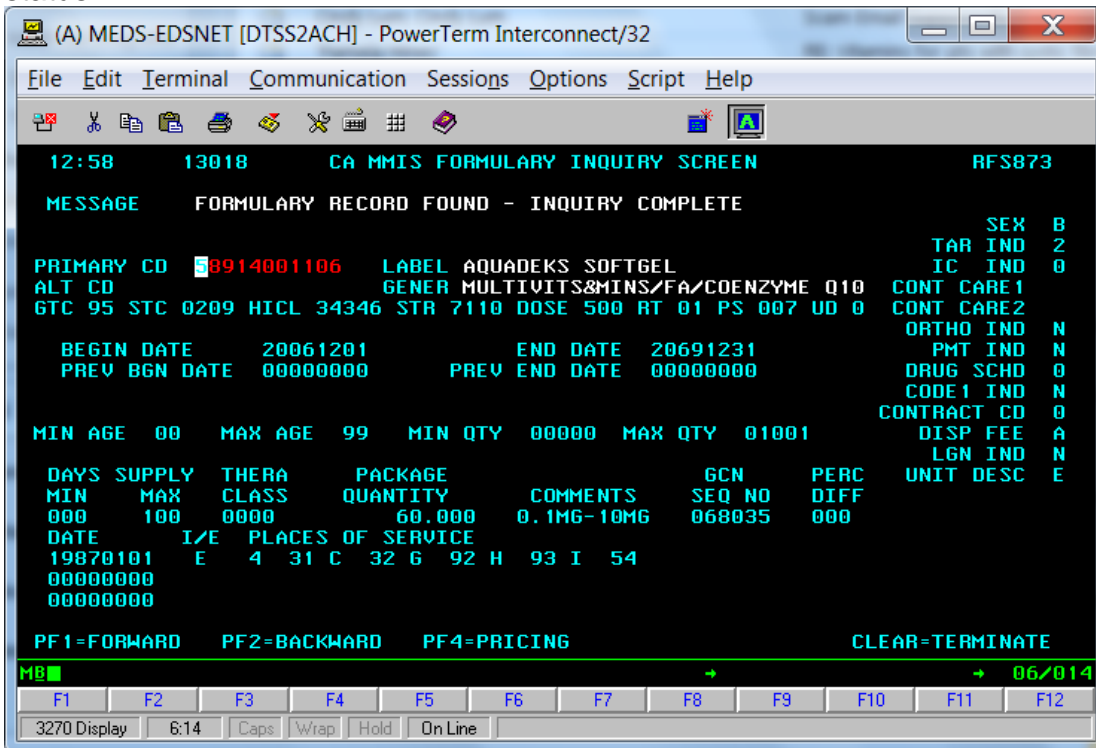 (A) MEDS-EDSNET [DTSS2ACH] - PowerTerm Interconnect/32
File Edit Terminal Communication Sessions Options Script Help
12:58 13018 CA MMIS FORMULARY INQUIRY SCREEN RFS873
MESSAGE FORMULARY RECORD FOUND - INQUIRY COMPLETE
SEX B
TAR IND 2
PRIMARY CD 58914001106 LABEL AQUADEKS SOFTGEL IC IND 0
ALT CD GENER MULTIVITS&MINS/FA/COENZYME Q10 CONT CARE1
GTC 95 STC 0209 HICL 34346 STR 7110 DOSE 500 RT 01 PS 007 UD 0 CONT CARE2
ORTHO IND N
BEGIN DATE 20061201 END DATE 20691231 PMT IND N
PREV BGN DATE 00000000 PREV END DATE 00000000 DRUG SCHD 0
CODE1 IND N
CONTRACT CD 0
MIN AGE 00 MAX AGE 99 MIN QTY 00000 MAX QTY 01001 DISP FEE A
LGN IND N
DAYS SUPPLY THERA PACKAGE GCN PERC UNIT DESC E
MIN MAX CLASS QUANTITY COMMENTS SEQ NO DIFF
000 100 0000 60.000 0.1MG-10MG 068035 000
DATE I/E PLACES OF SERVICE
19870101 E 4 31 C 32 G 92 H 93 I 54
00000000
00000000
PF1=FORWARD PF2=BACKWARD PF4=PRICING CLEAR=TERMINATE
MB → → 06/014
F1 F2 F3 F4 F5 F6 F7 F8 F9 F10 F11 F12
3270 Display 6:14 Caps Wrap Hold On Line